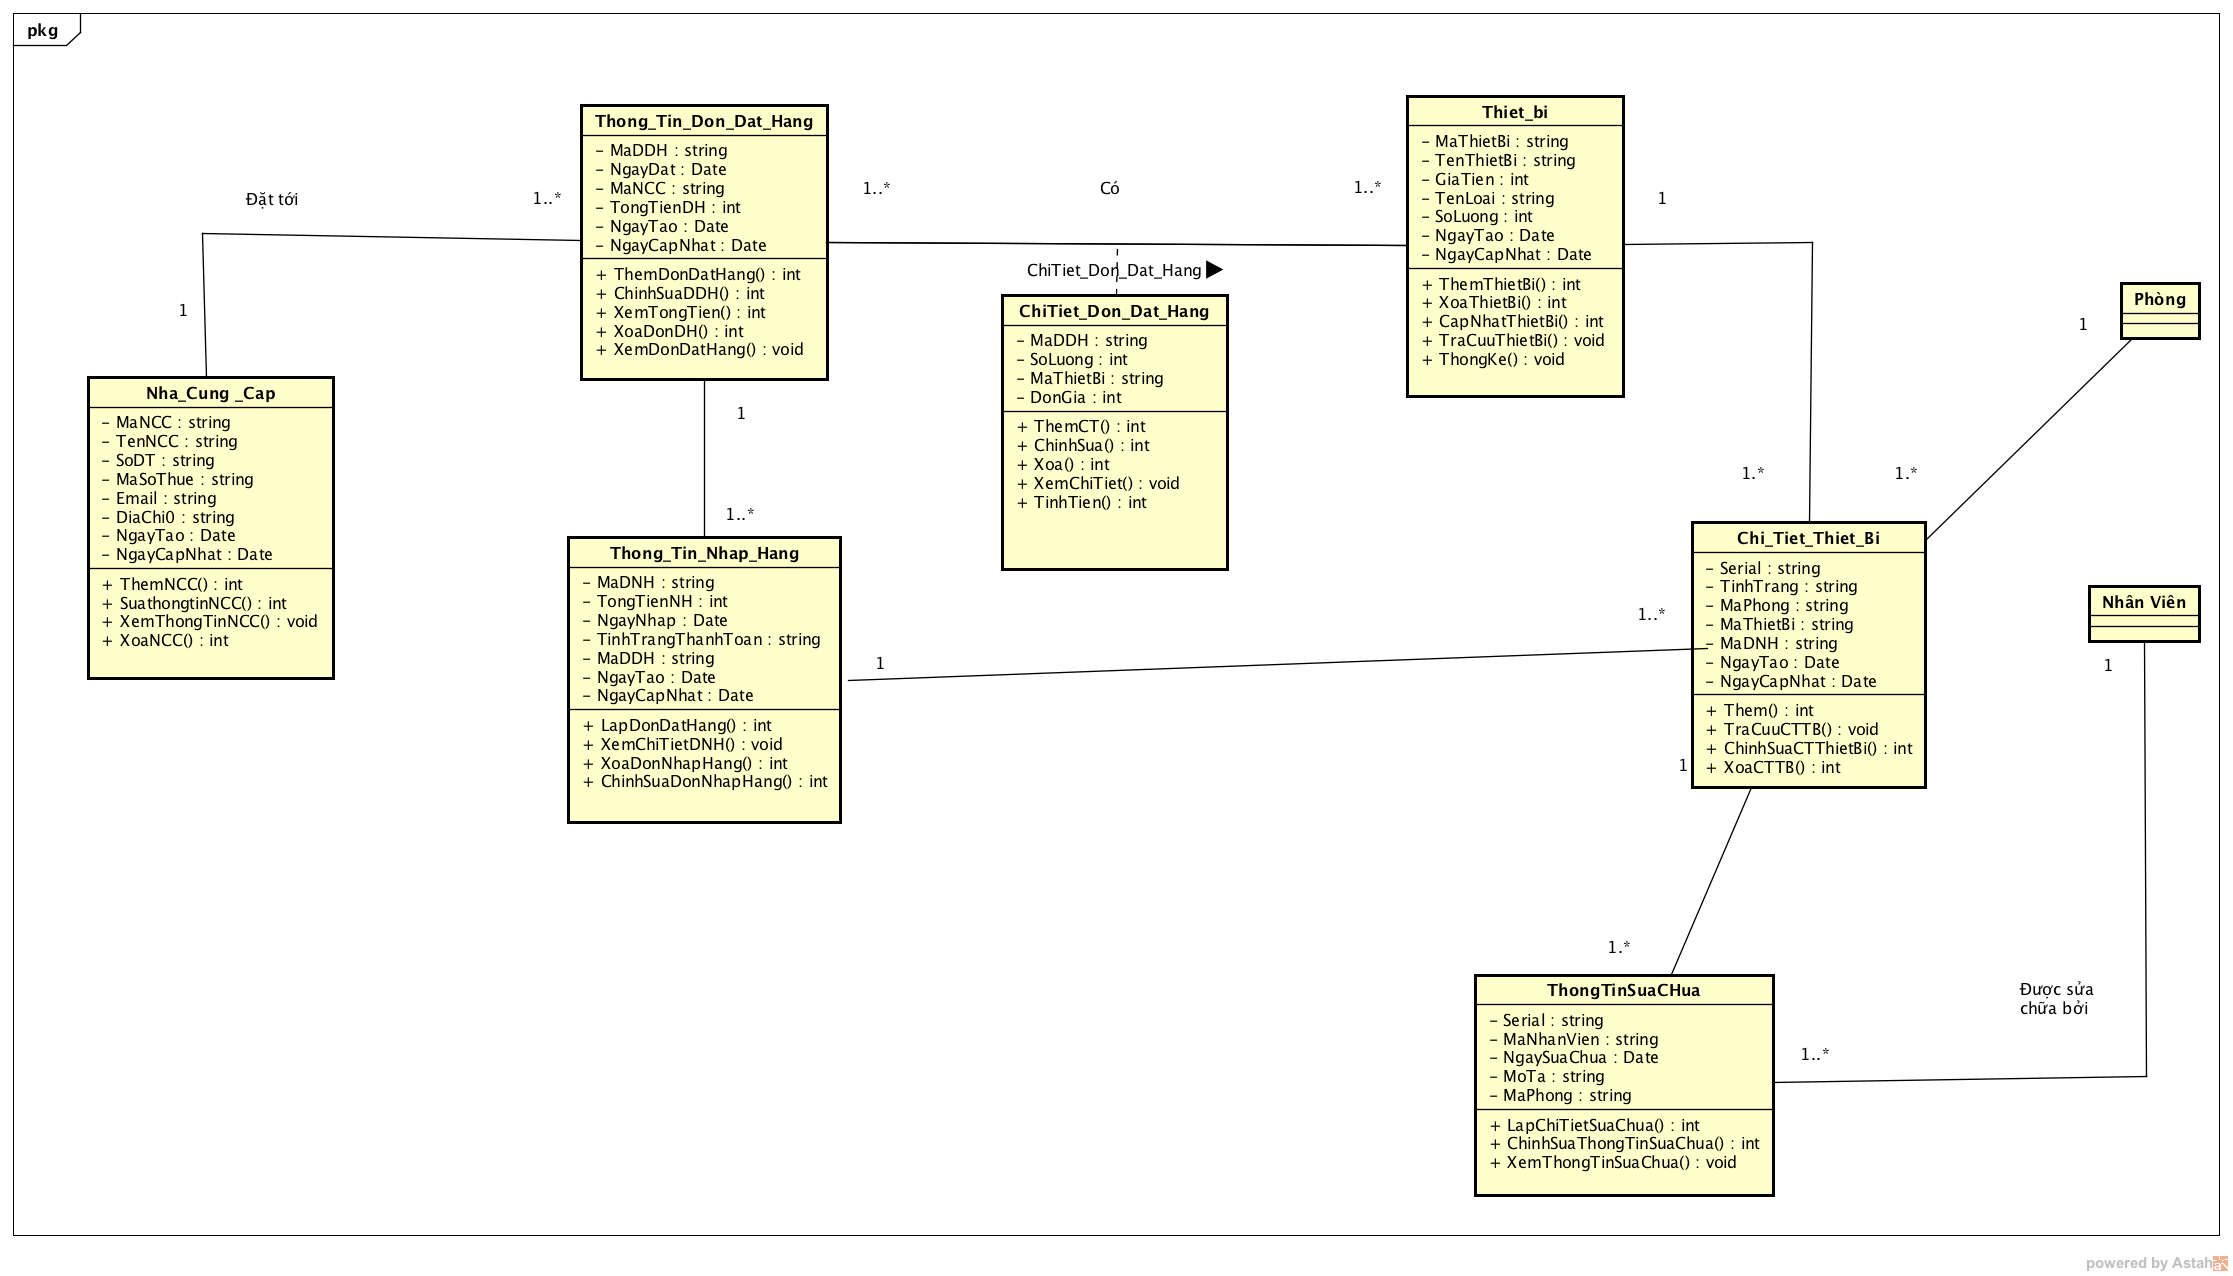 pkg
Thong_Tin_Don_Dat_Hang
- MaDDH : string
- NgayDat : Date
- MaNCC : string
- TongTienDH : int
- NgayTao : Date
- NgayCapNhat : Date
+ ThemDonDatHang() : int
+ ChinhSuaDDH() : int
+ XemTongTien() : int
+ XoaDonDH() : int
+ XemDonDatHang() : void
Thiet_bi
- MaThietBi : string
- TenThietBi : string
- GiaTien : int
- TenLoai : string
- SoLuong : int
- NgayTao : Date
- NgayCapNhat : Date
+ ThemThietBi() : int
+ XoaThietBi() : int
+ CapNhatThietBi() : int
+ TraCuuThietBi() : void
+ ThongKe() : void
Đặt tới
1..*
1
1..*
Có
1..*
1
ChiTiet_Don_Dat_Hang
ChiTiet_Don_Dat_Hang
- MaDDH : string
- SoLuong : int
- MaThietBi : string
- DonGia : int
+ ThemCT() : int
+ ChinhSua() : int
+ Xoa() : int
+ XemChiTiet() : void
+ TinhTien() : int
Phòng
1
1.*
1.*
Nha_Cung _Cap
- MaNCC : string
- TenNCC : string
- SoDT : string
- MaSoThue : string
- Email : string
- DiaChi0 : string
- NgayTao : Date
- NgayCapNhat : Date
+ ThemNCC() : int
+ SuathongtinNCC() : int
+ XemThongTinNCC() : void
+ XoaNCC() : int
1
1..*
Thong_Tin_Nhap_Hang
- MaDNH : string
- TongTienNH : int
- NgayNhap : Date
- TinhTrangThanhToan : string
- MaDDH : string
- NgayTao : Date
- NgayCapNhat : Date
+ LapDonDatHang() : int
+ XemChiTietDNH() : void
+ XoaDonNhapHang() : int
+ ChinhSuaDonNhapHang() : int
1
1..*
Chi_Tiet_Thiet_Bi
- Serial : string
- TinhTrang : string
- MaPhong : string
- MaThietBi : string
- MaDNH : string
- NgayTao : Date
- NgayCapNhat : Date
+ Them() : int
+ TraCuuCTTB() : void
+ ChinhSuaCTThietBi() : int
+ XoaCTTB() : int
Nhân Viên
1
1
1.*
ThongTinSuaCHua
- Serial : string
- MaNhanVien : string
- NgaySuaChua : Date
- MoTa : string
- MaPhong : string
+ LapChiTietSuaChua() : int
+ ChinhSuaThongTinSuaChua() : int
+ XemThongTinSuaChua() : void
Được sửa
chữa bởi
1..*
powered by Astah